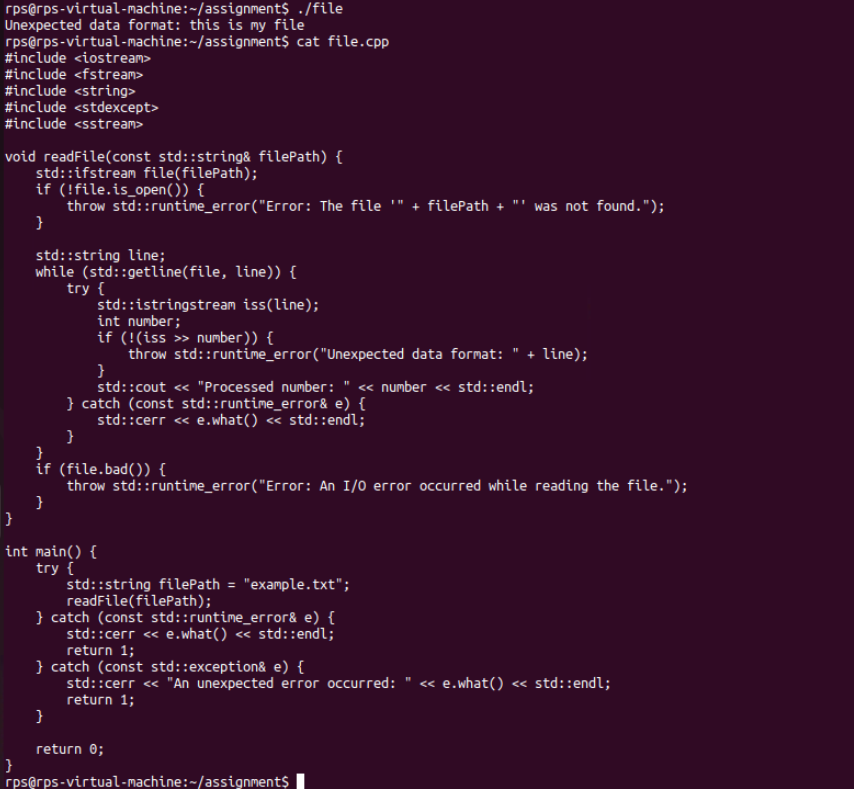 rps@rps-virtual-machine:~/assignment$ ./file
Unexpected data format: this is my file
rps@rps-virtual-machine:~/assignment$ cat file.cpp
#include <iostream>
#include <fstream>
#include <string>
#include <stdexcept>
#include <sstream>

void readFile(const std::string& filePath) {
    std::ifstream file(filePath);
    if (!file.is_open()) {
        throw std::runtime_error("Error: The file '" + filePath + "' was not found.");
    }

    std::string line;
    while (std::getline(file, line)) {
        try {
            std::istringstream iss(line);
            int number;
            if (!(iss >> number)) {
                throw std::runtime_error("Unexpected data format: " + line);
            }
            std::cout << "Processed number: " << number << std::endl;
        } catch (const std::runtime_error& e) {
            std::cerr << e.what() << std::endl;
        }
    }
    if (file.bad()) {
        throw std::runtime_error("Error: An I/O error occurred while reading the file.");
    }
}

int main() {
    try {
        std::string filePath = "example.txt";
        readFile(filePath);
    } catch (const std::runtime_error& e) {
        std::cerr << e.what() << std::endl;
        return 1;
    } catch (const std::exception& e) {
        std::cerr << "An unexpected error occurred: " << e.what() << std::endl;
        return 1;
    }

    return 0;
}
rps@rps-virtual-machine:~/assignment$